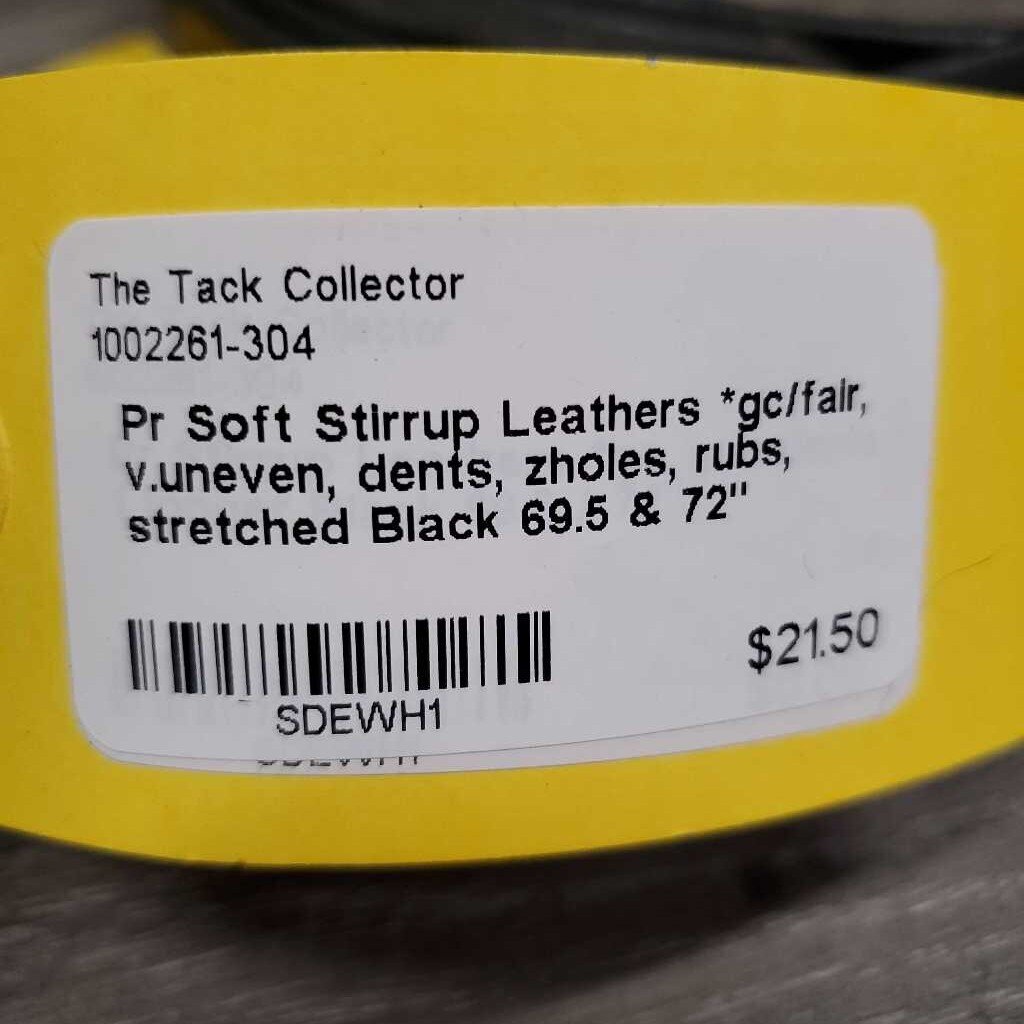 The Tack Collector
1002261-304
Pr Soft Stirrup Leathers *gc/fair,
v.uneven, dents, zholes, rubs,
stretched Black 69.5 & 72"
$21.50
SDEWH1